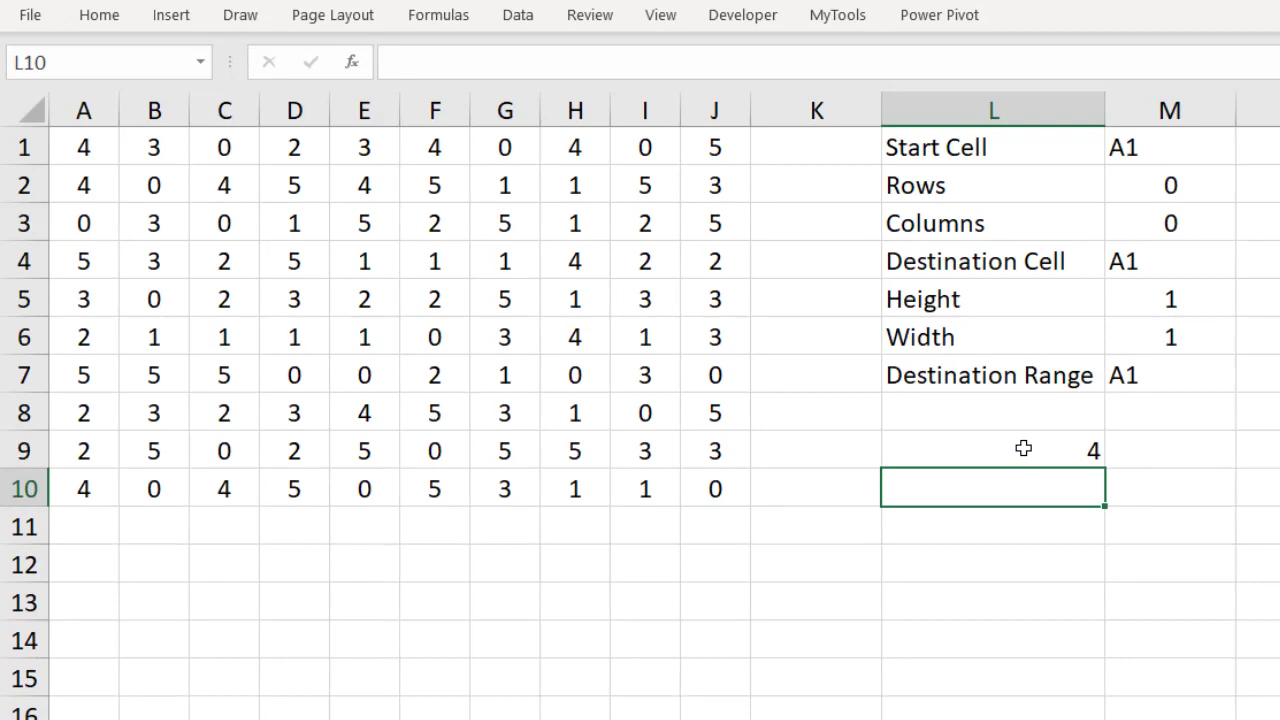 File Home Insert Draw Page Layout Formulas Data Review View Developer MyTools Power Pivot
L10 fx
A B C D E F G H I J K L M
1 4 3 0 2 3 4 0 4 0 5 Start Cell A1
2 4 0 4 5 4 5 1 1 5 3 Rows 0
3 0 3 0 1 5 2 5 1 2 5 Columns 0
4 5 3 2 5 1 1 1 4 2 2 Destination Cell A1
5 3 0 2 3 2 2 5 1 3 3 Height 1
6 2 1 1 1 1 0 3 4 1 3 Width 1
7 5 5 5 0 0 2 1 0 3 0 Destination Range A1
8 2 3 2 3 4 5 3 1 0 5
9 2 5 0 2 5 0 5 5 3 3 4
10 4 0 4 5 0 5 3 1 1 0
11
12
13
14
15
16